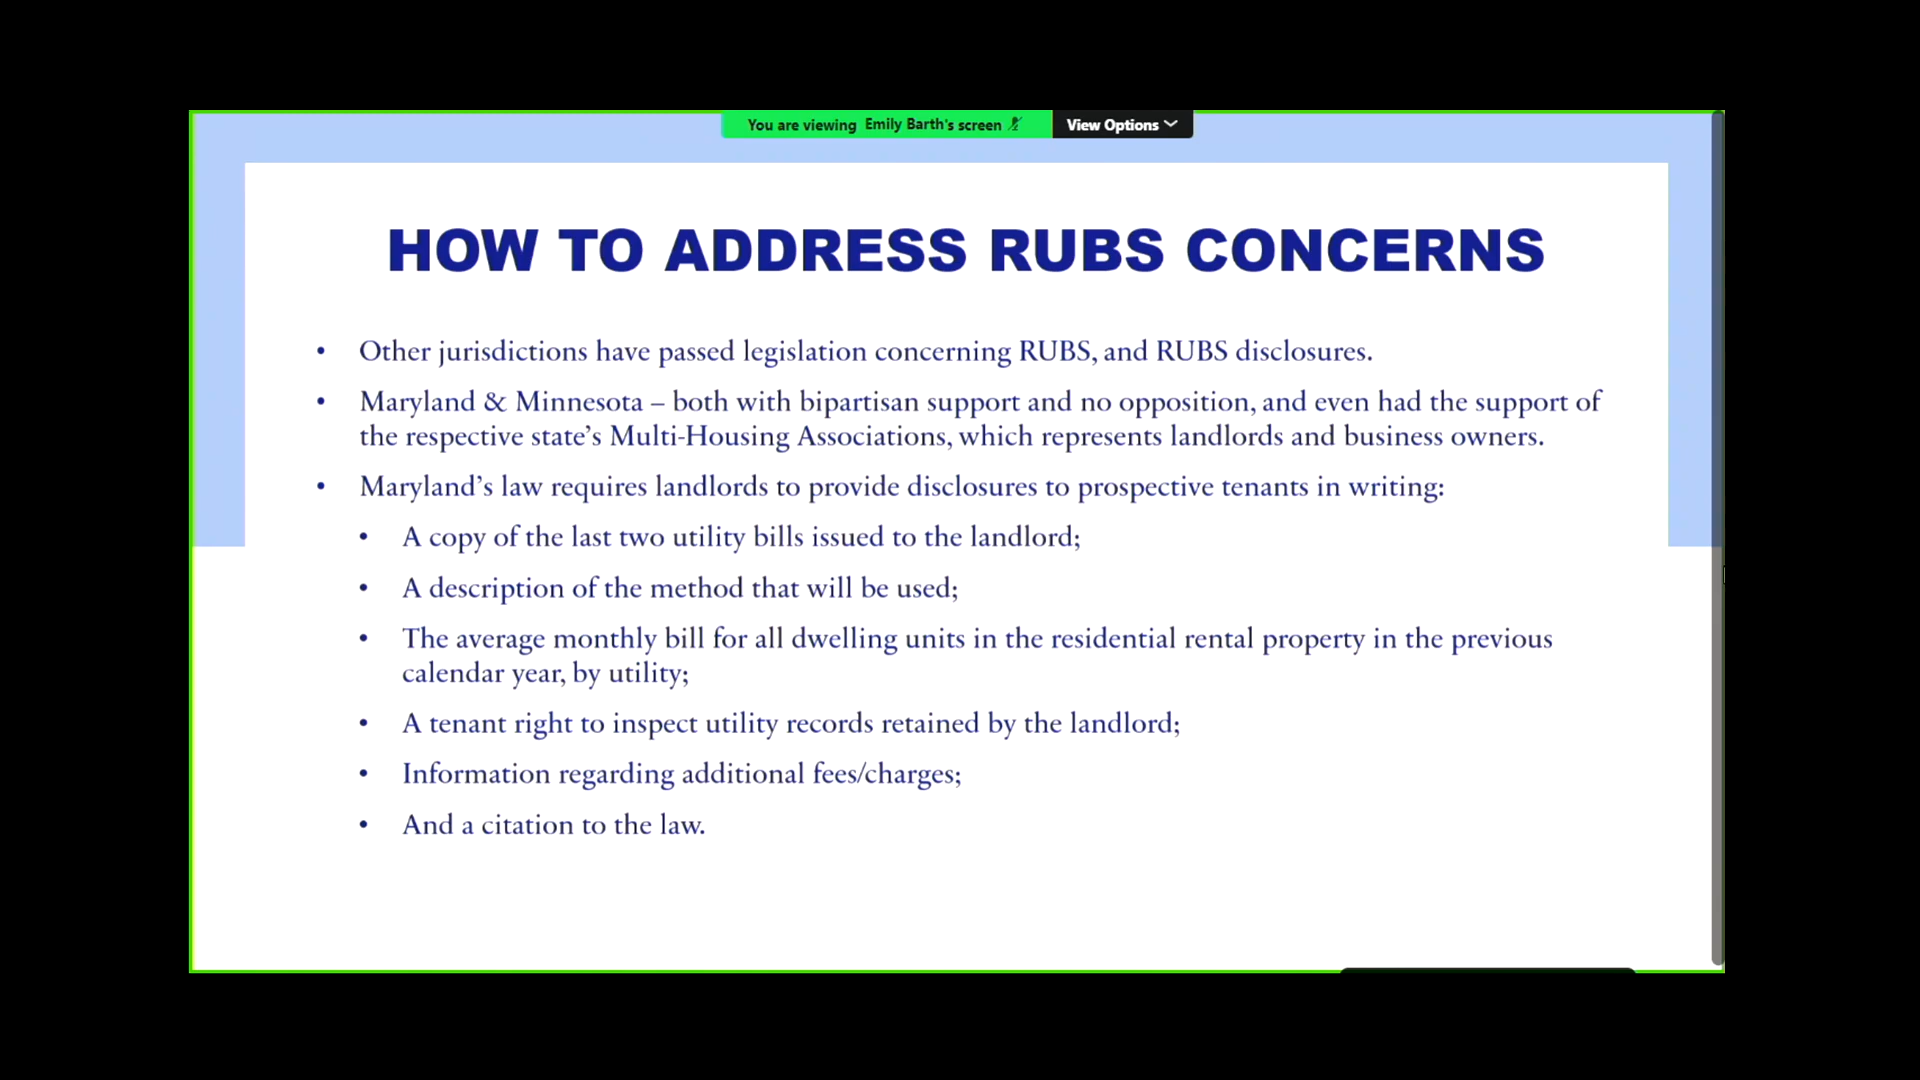 You are viewing Emily Barth's screen View Options
HOW TO ADDRESS RUBS CONCERNS
• Other jurisdictions have passed legislation concerning RUBS, and RUBS disclosures.
• Maryland & Minnesota – both with bipartisan support and no opposition, and even had the support of
the respective state's Multi-Housing Associations, which represents landlords and business owners.
• Maryland's law requires landlords to provide disclosures to prospective tenants in writing:
• A copy of the last two utility bills issued to the landlord;
• A description of the method that will be used;
• The average monthly bill for all dwelling units in the residential rental property in the previous
calendar year, by utility;
• A tenant right to inspect utility records retained by the landlord;
• Information regarding additional fees/charges;
• And a citation to the law.